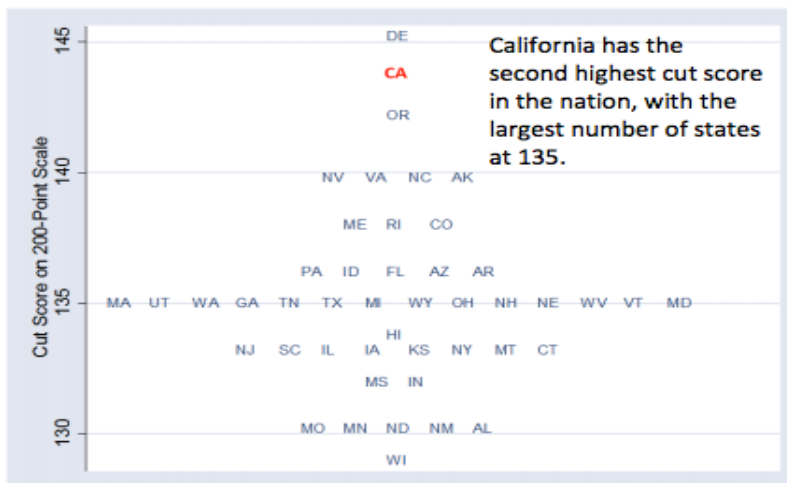 145
DE
California has the
second highest cut score
in the nation, with the
largest number of states
at 135.
CA
OR
140
NV VA NC AK
ME RI CO
PA ID FL AZ AR
135
MA UT WA GA TN TX MI WY OH NH NE WV VT MD
HI
NJ SC IL IA KS NY MT CT
MS IN
130
MO MN ND NM AL
WI
Cut Score on 200-Point Scale